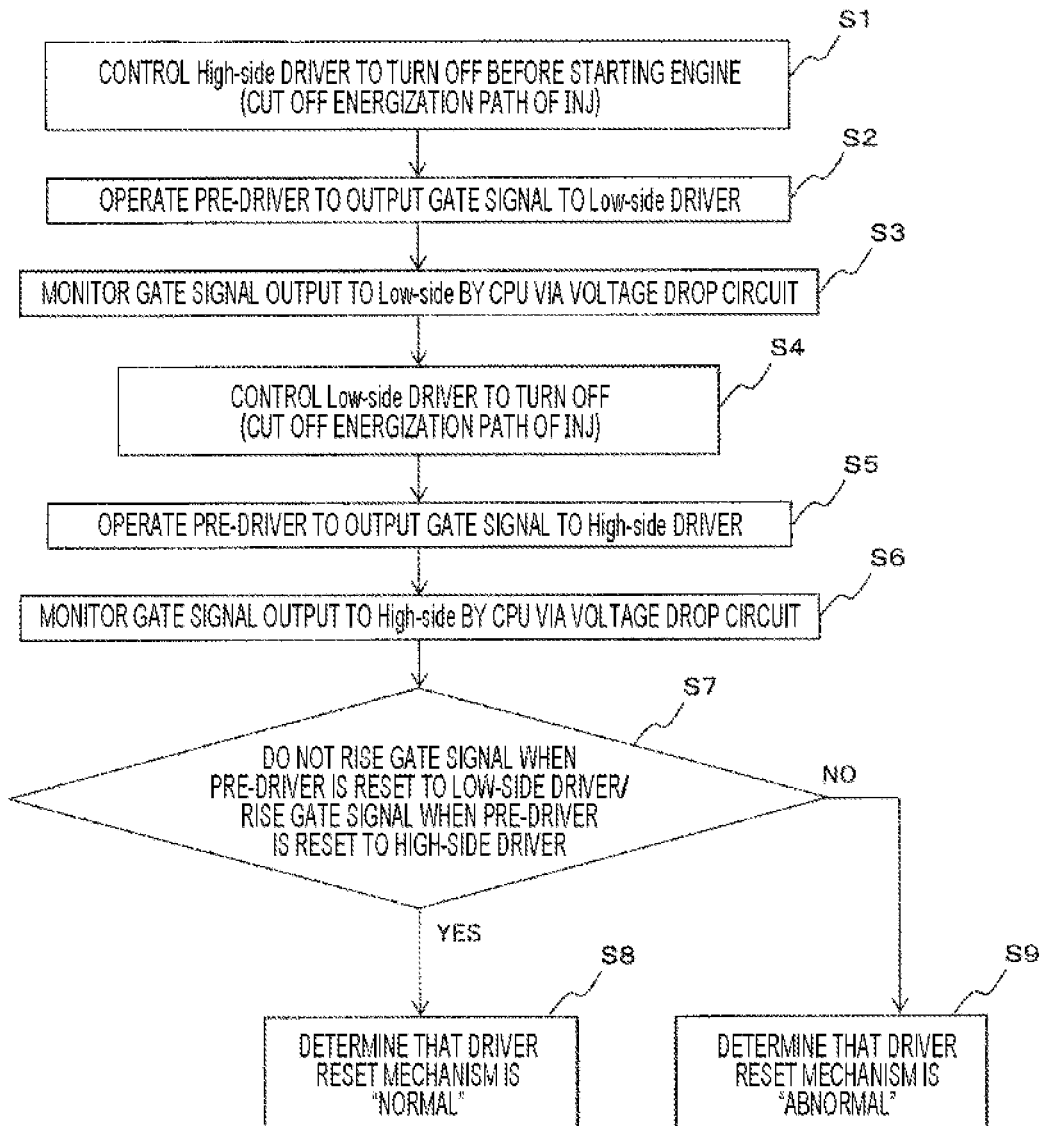 S1
CONTROL High-side DRIVER TO TURN OFF BEFORE STARTING ENGINE
(CUT OFF ENERGIZATION PATH OF INJ)
S2
OPERATE PRE-DRIVER TO OUTPUT GATE SIGNAL TO Low-side DRIVER
S3
MONITOR GATE SIGNAL OUTPUT TO Low-side BY CPU VIA VOLTAGE DROP CIRCUIT
S4
CONTROL Low-side DRIVER TO TURN OFF
(CUT OFF ENERGIZATION PATH OF INJ)
S5
OPERATE PRE-DRIVER TO OUTPUT GATE SIGNAL TO High-side DRIVER
S6
MONITOR GATE SIGNAL OUTPUT TO High-side BY CPU VIA VOLTAGE DROP CIRCUIT
S7
DO NOT RISE GATE SIGNAL WHEN
PRE-DRIVER IS RESET TO LOW-SIDE DRIVER/
RISE GATE SIGNAL WHEN PRE-DRIVER
IS RESET TO HIGH-SIDE DRIVER
NO
YES
S8
DETERMINE THAT DRIVER
RESET MECHANISM IS
"NORMAL"
S9
DETERMINE THAT DRIVER
RESET MECHANISM IS
"ABNORMAL"